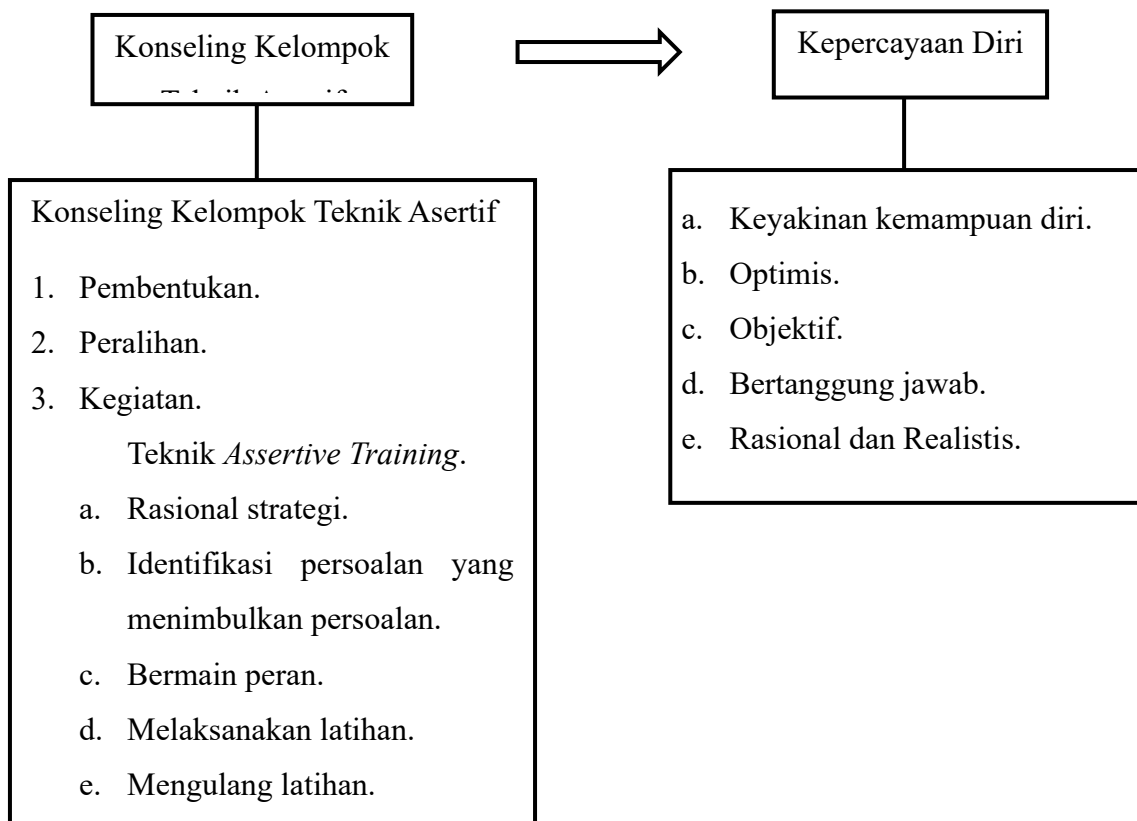 Konseling Kelompok
Kepercayaan Diri
Konseling Kelompok Teknik Asertif
1. Pembentukan.
2. Peralihan.
3. Kegiatan.
Teknik Assertive Training.
a. Rasional strategi.
b. Identifikasi persoalan yang
menimbulkan persoalan.
c. Bermain peran.
d. Melaksanakan latihan.
e. Mengulang latihan.
a. Keyakinan kemampuan diri.
b. Optimis.
c. Objektif.
d. Bertanggung jawab.
e. Rasional dan Realistis.